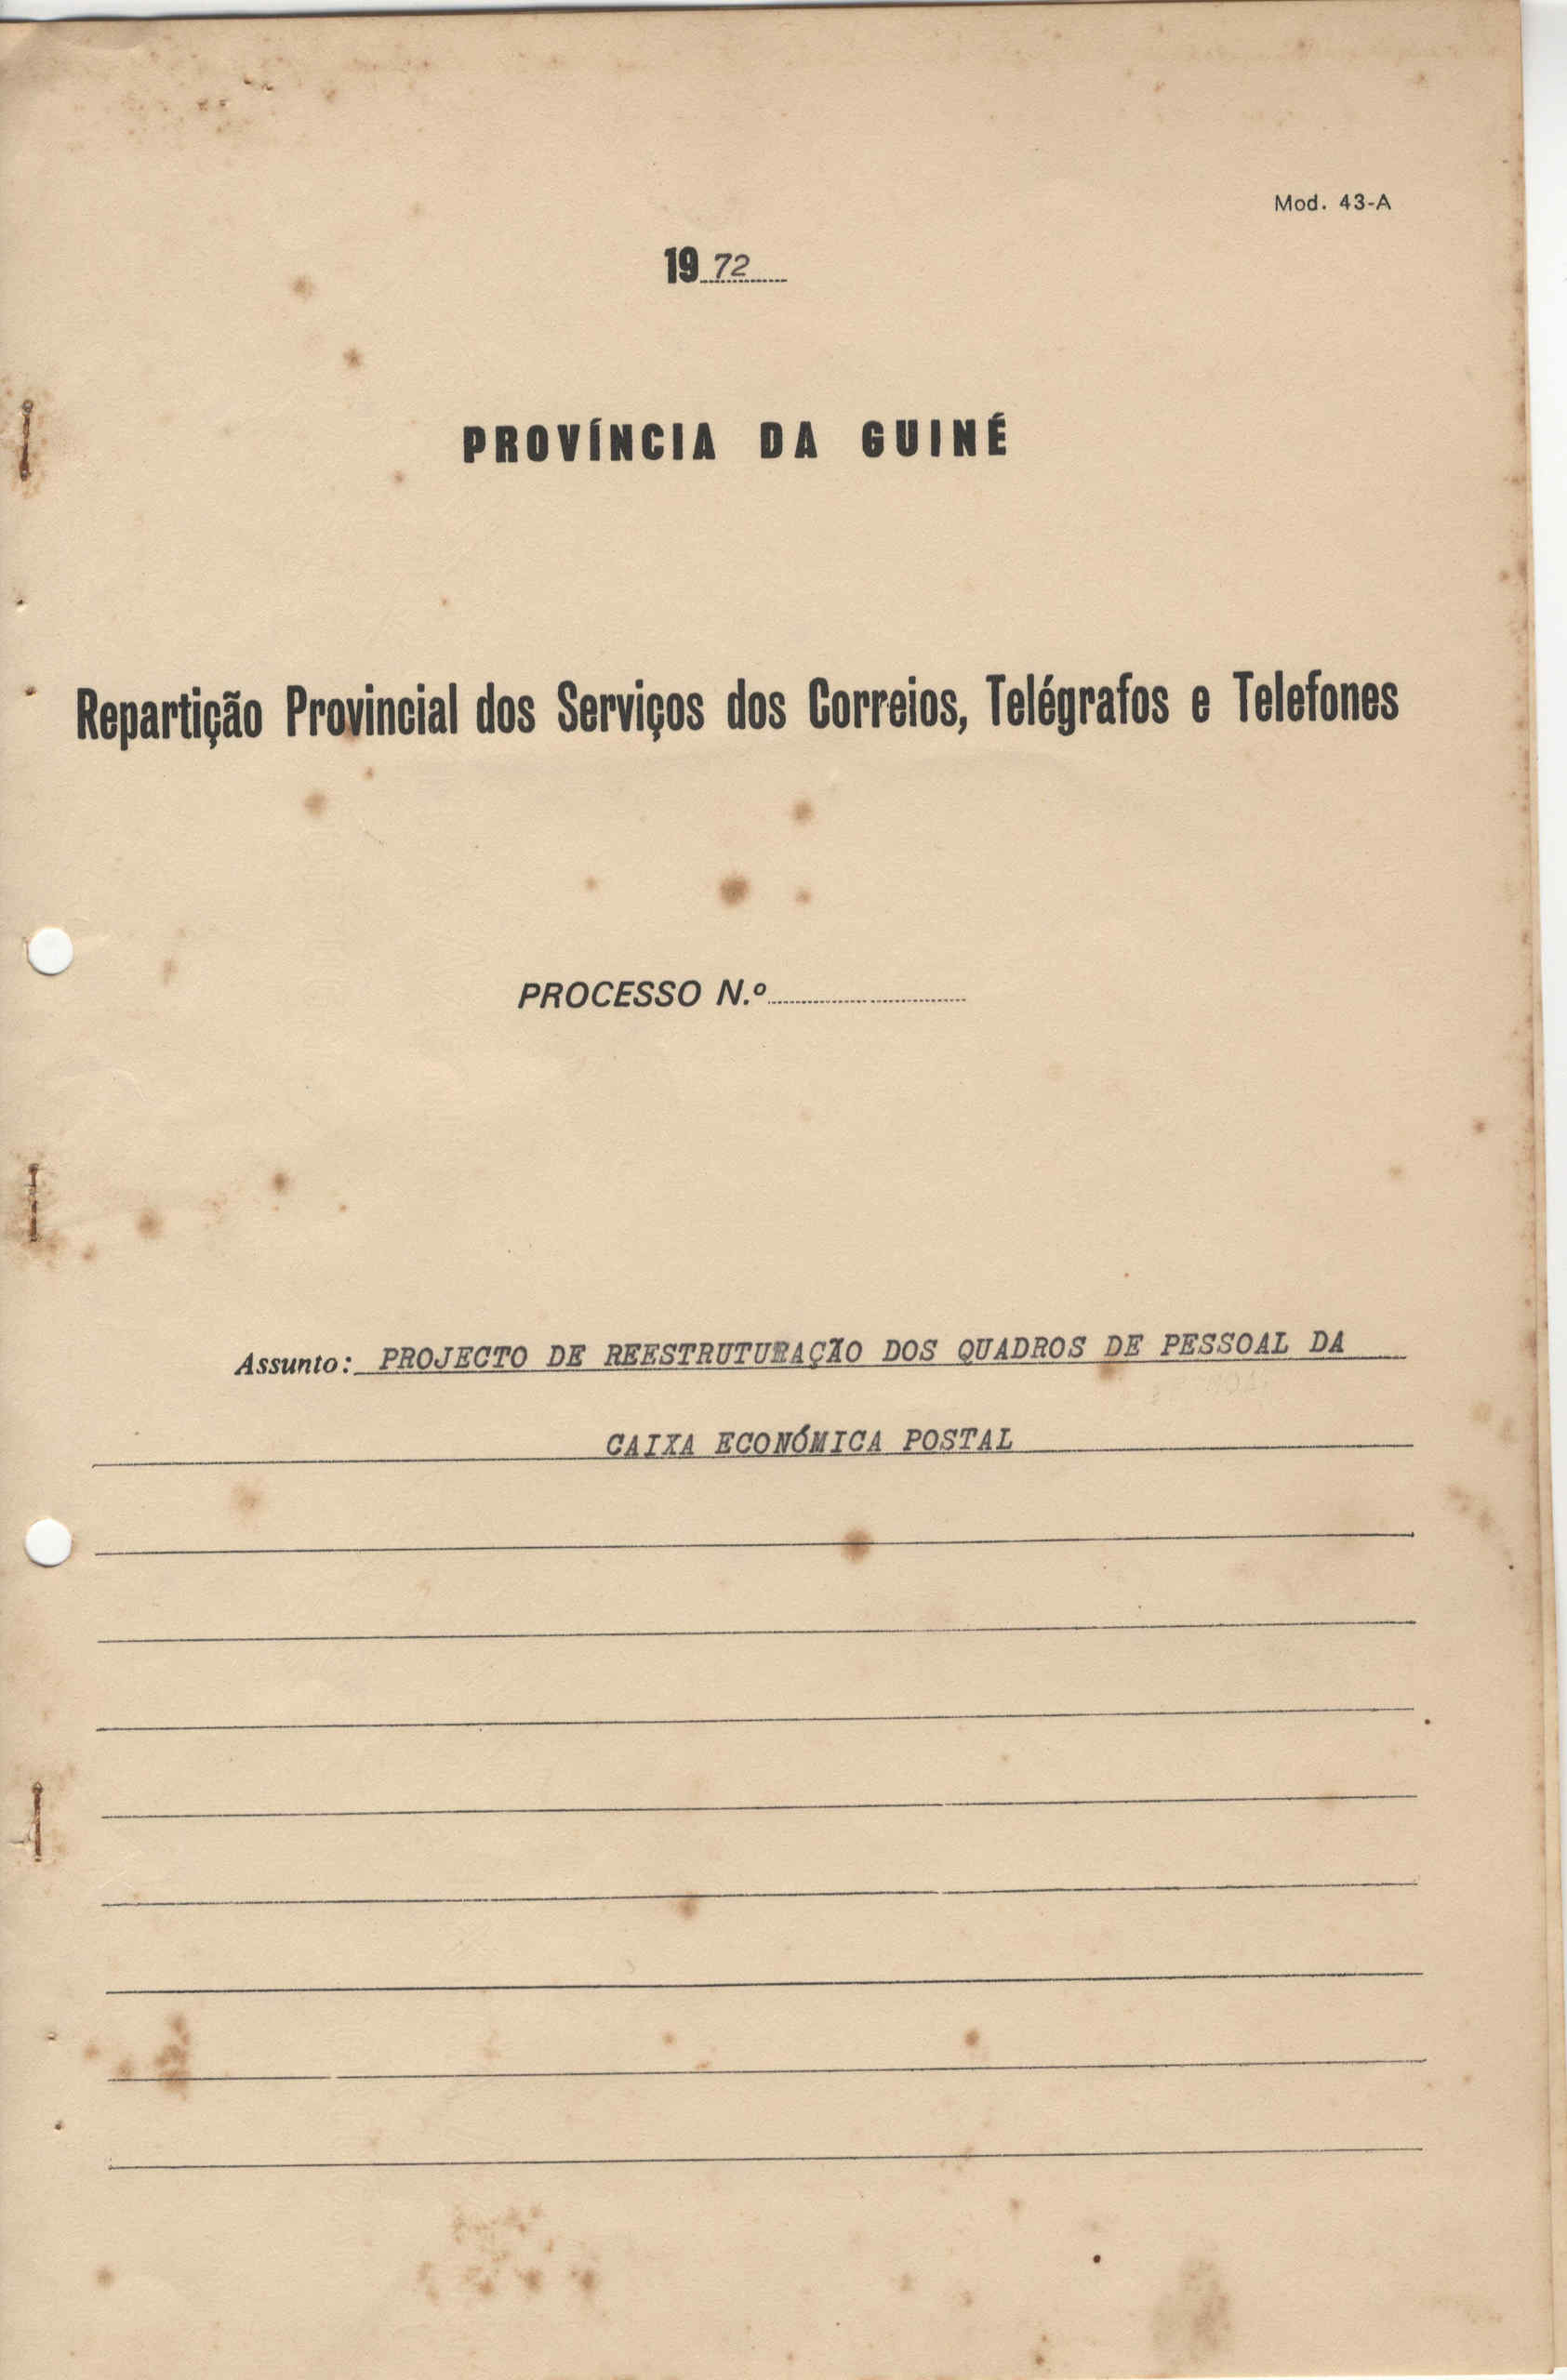 Mod. 43-A
1972
PROVÍNCIA DA GUINÉ
Repartição Provincial dos Serviços dos Correios, Telégrafos e Telefones
PROCESSO N.º
Assunto: PROJECTO DE REESTRUTURAÇÃO DOS QUADROS DE PESSOAL DA
CAIXA ECONÓMICA POSTAL